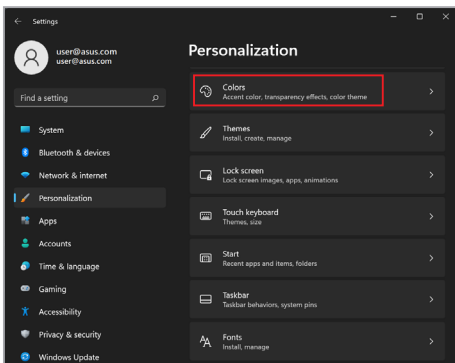 Settings
user@asus.com
user@asus.com
Find a setting
System
Bluetooth & devices
Network & internet
Personalization
Apps
Accounts
Time & language
Gaming
Accessibility
Privacy & security
Windows Update
Personalization
Colors
Accent color, transparency effects, color theme
Themes
Install, create, manage
Lock screen
Lock screen images, apps, animations
Touch keyboard
Themes, size
Start
Recent apps and items, folders
Taskbar
Taskbar behaviors, system pins
Fonts
Install, manage